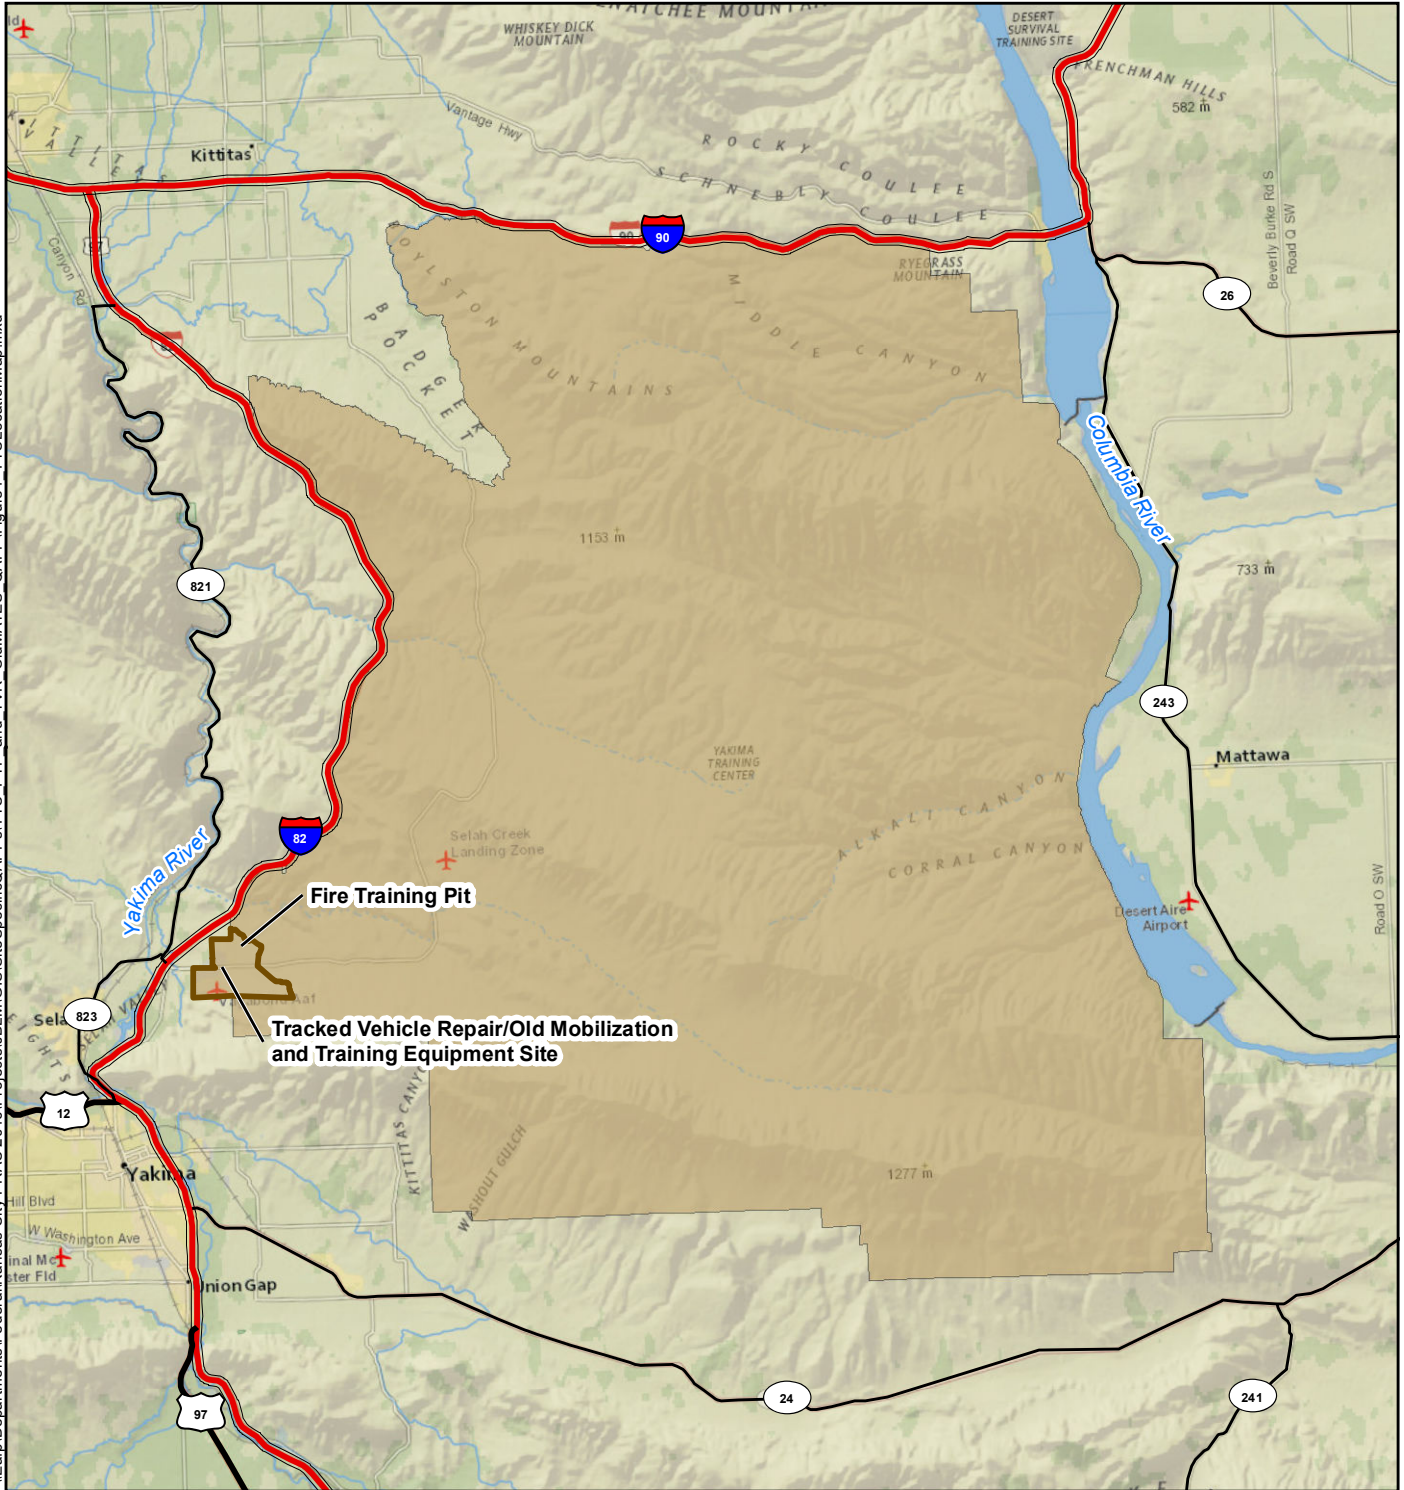 WHISKEY DICK
MOUNTAIN
DESERT
SURVIVAL
TRAINING SITE
FRENCHMAN HILLS
582 m
Vantage Hwy
Kittitas
ROCKY COULEE
SCHNEBLY COULEE
90
Beverly Burke Rd S
Road Q SW
Canyon Rd
97
RYEGRASS
MOUNTAIN
26
BOYLSTON MOUNTAINS
BADGER
POCKET
MIDDLE CANYON
Columbia River
1153 m
733 m
821
243
YAKIMA
TRAINING
CENTER
Mattawa
ALKALI CANYON
CORRAL CANYON
82
Selah Creek
Landing Zone
Yakima River
Fire Training Pit
Desert Aire
Airport
Road O SW
823
Tracked Vehicle Repair/Old Mobilization
and Training Equipment Site
12
KITTITAS CANYO
WASHOUT GULCH
1277 m
Yakima
Hill Blvd
W Washington Ave
Union Gap
97
24
241